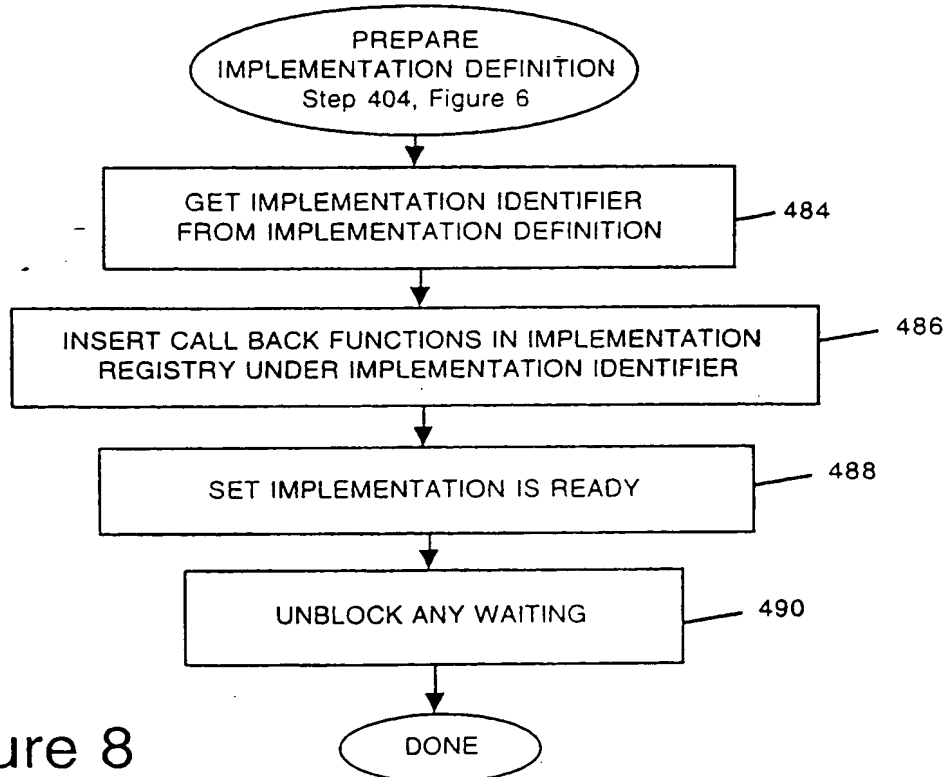 PREPARE
IMPLEMENTATION DEFINITION
Step 404, Figure 6
GET IMPLEMENTATION IDENTIFIER
FROM IMPLEMENTATION DEFINITION
484
INSERT CALL BACK FUNCTIONS IN IMPLEMENTATION
REGISTRY UNDER IMPLEMENTATION IDENTIFIER
486
SET IMPLEMENTATION IS READY
488
UNBLOCK ANY WAITING
490
DONE
ure 8